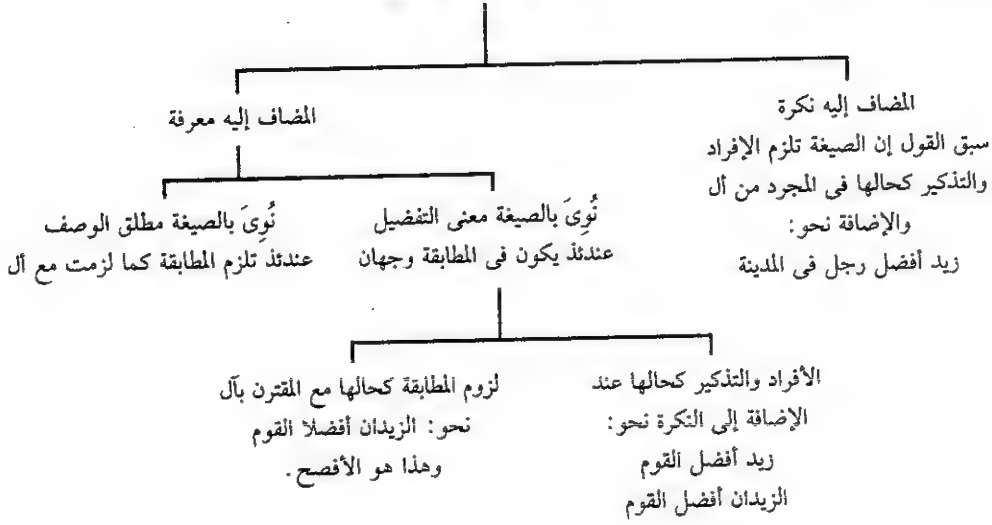 المضاف إليه نكرة
سبق القول إن الصيغة تلزم الإفراد
والتذكير كحالها فى المجرد من أل
والإضافة نحو:
زيد أفضل رجل فى المدينة
المضاف إليه معرفة
نُوِىَ بالصيغة معنى التفضيل
عندئذ يكون فى المطابقة وجهان
نُوِىَ بالصيغة مطلق الوصف
عندئذ تلزم المطابقة كما لزمت مع آل
الأفراد والتذكير كحالها عند
الإضافة إلى النكرة نحو:
زيد أفضل القوم
الزيدان أفضل القوم
لزوم المطابقة كحالها مع المقترن بآل
نحو: الزيدان أفضلا القوم
وهذا هو الأفصح.